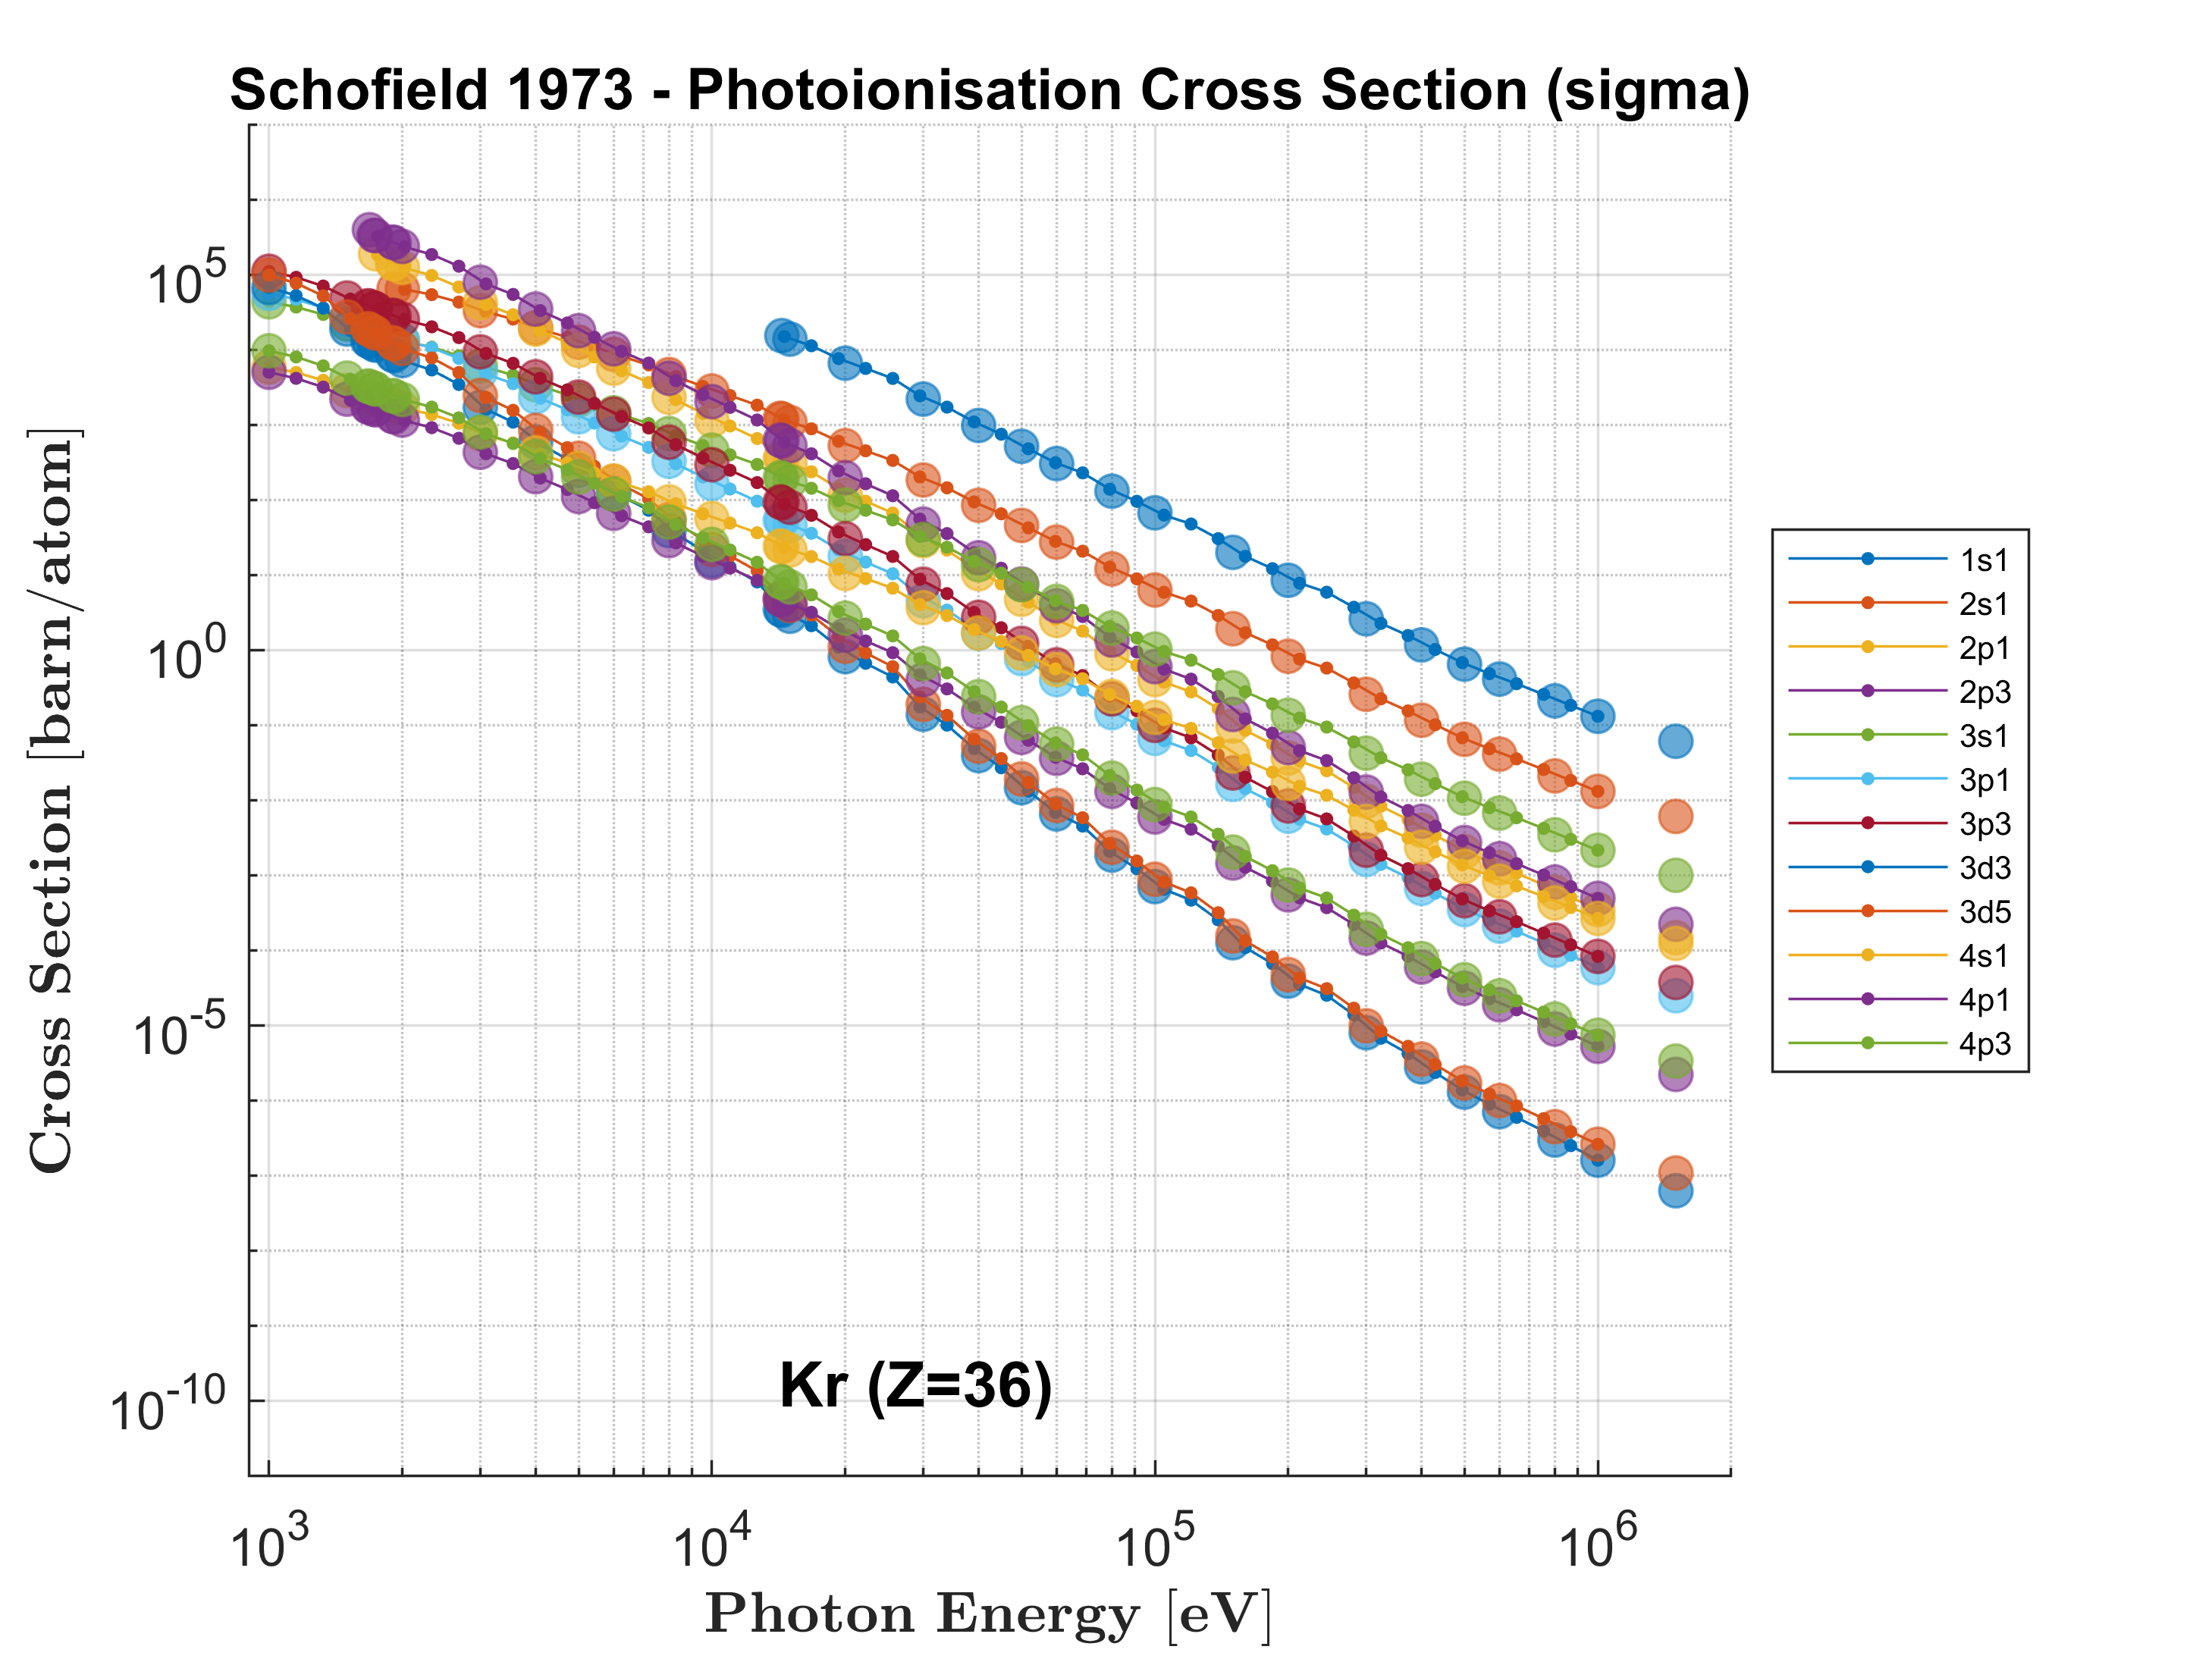 Schofield 1973 - Photoionisation Cross Section (sigma)
Cross Section [barn/atom]
10^5
10^0
10^-5
10^-10
Kr (Z=36)
10^3 10^4 10^5 10^6
Photon Energy [eV]
1s1
2s1
2p1
2p3
3s1
3p1
3p3
3d3
3d5
4s1
4p1
4p3